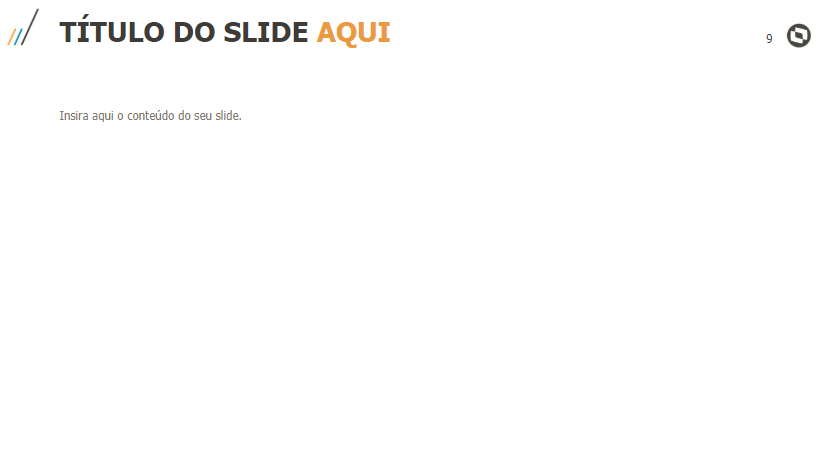 TÍTULO DO SLIDE AQUI
9
Insira aqui o conteúdo do seu slide.